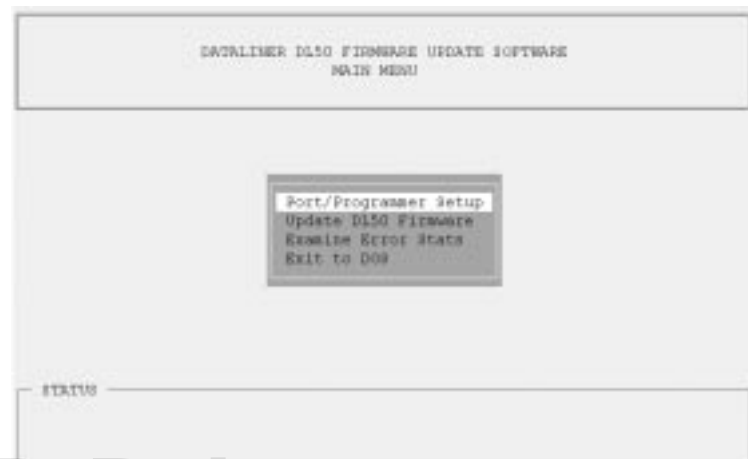 DATALINER DL50 FIRMWARE UPDATE SOFTWARE
MAIN MENU
Port/Programmer Setup
Update DL50 Firmware
Examine Error Stats
Exit to DOS
STATUS